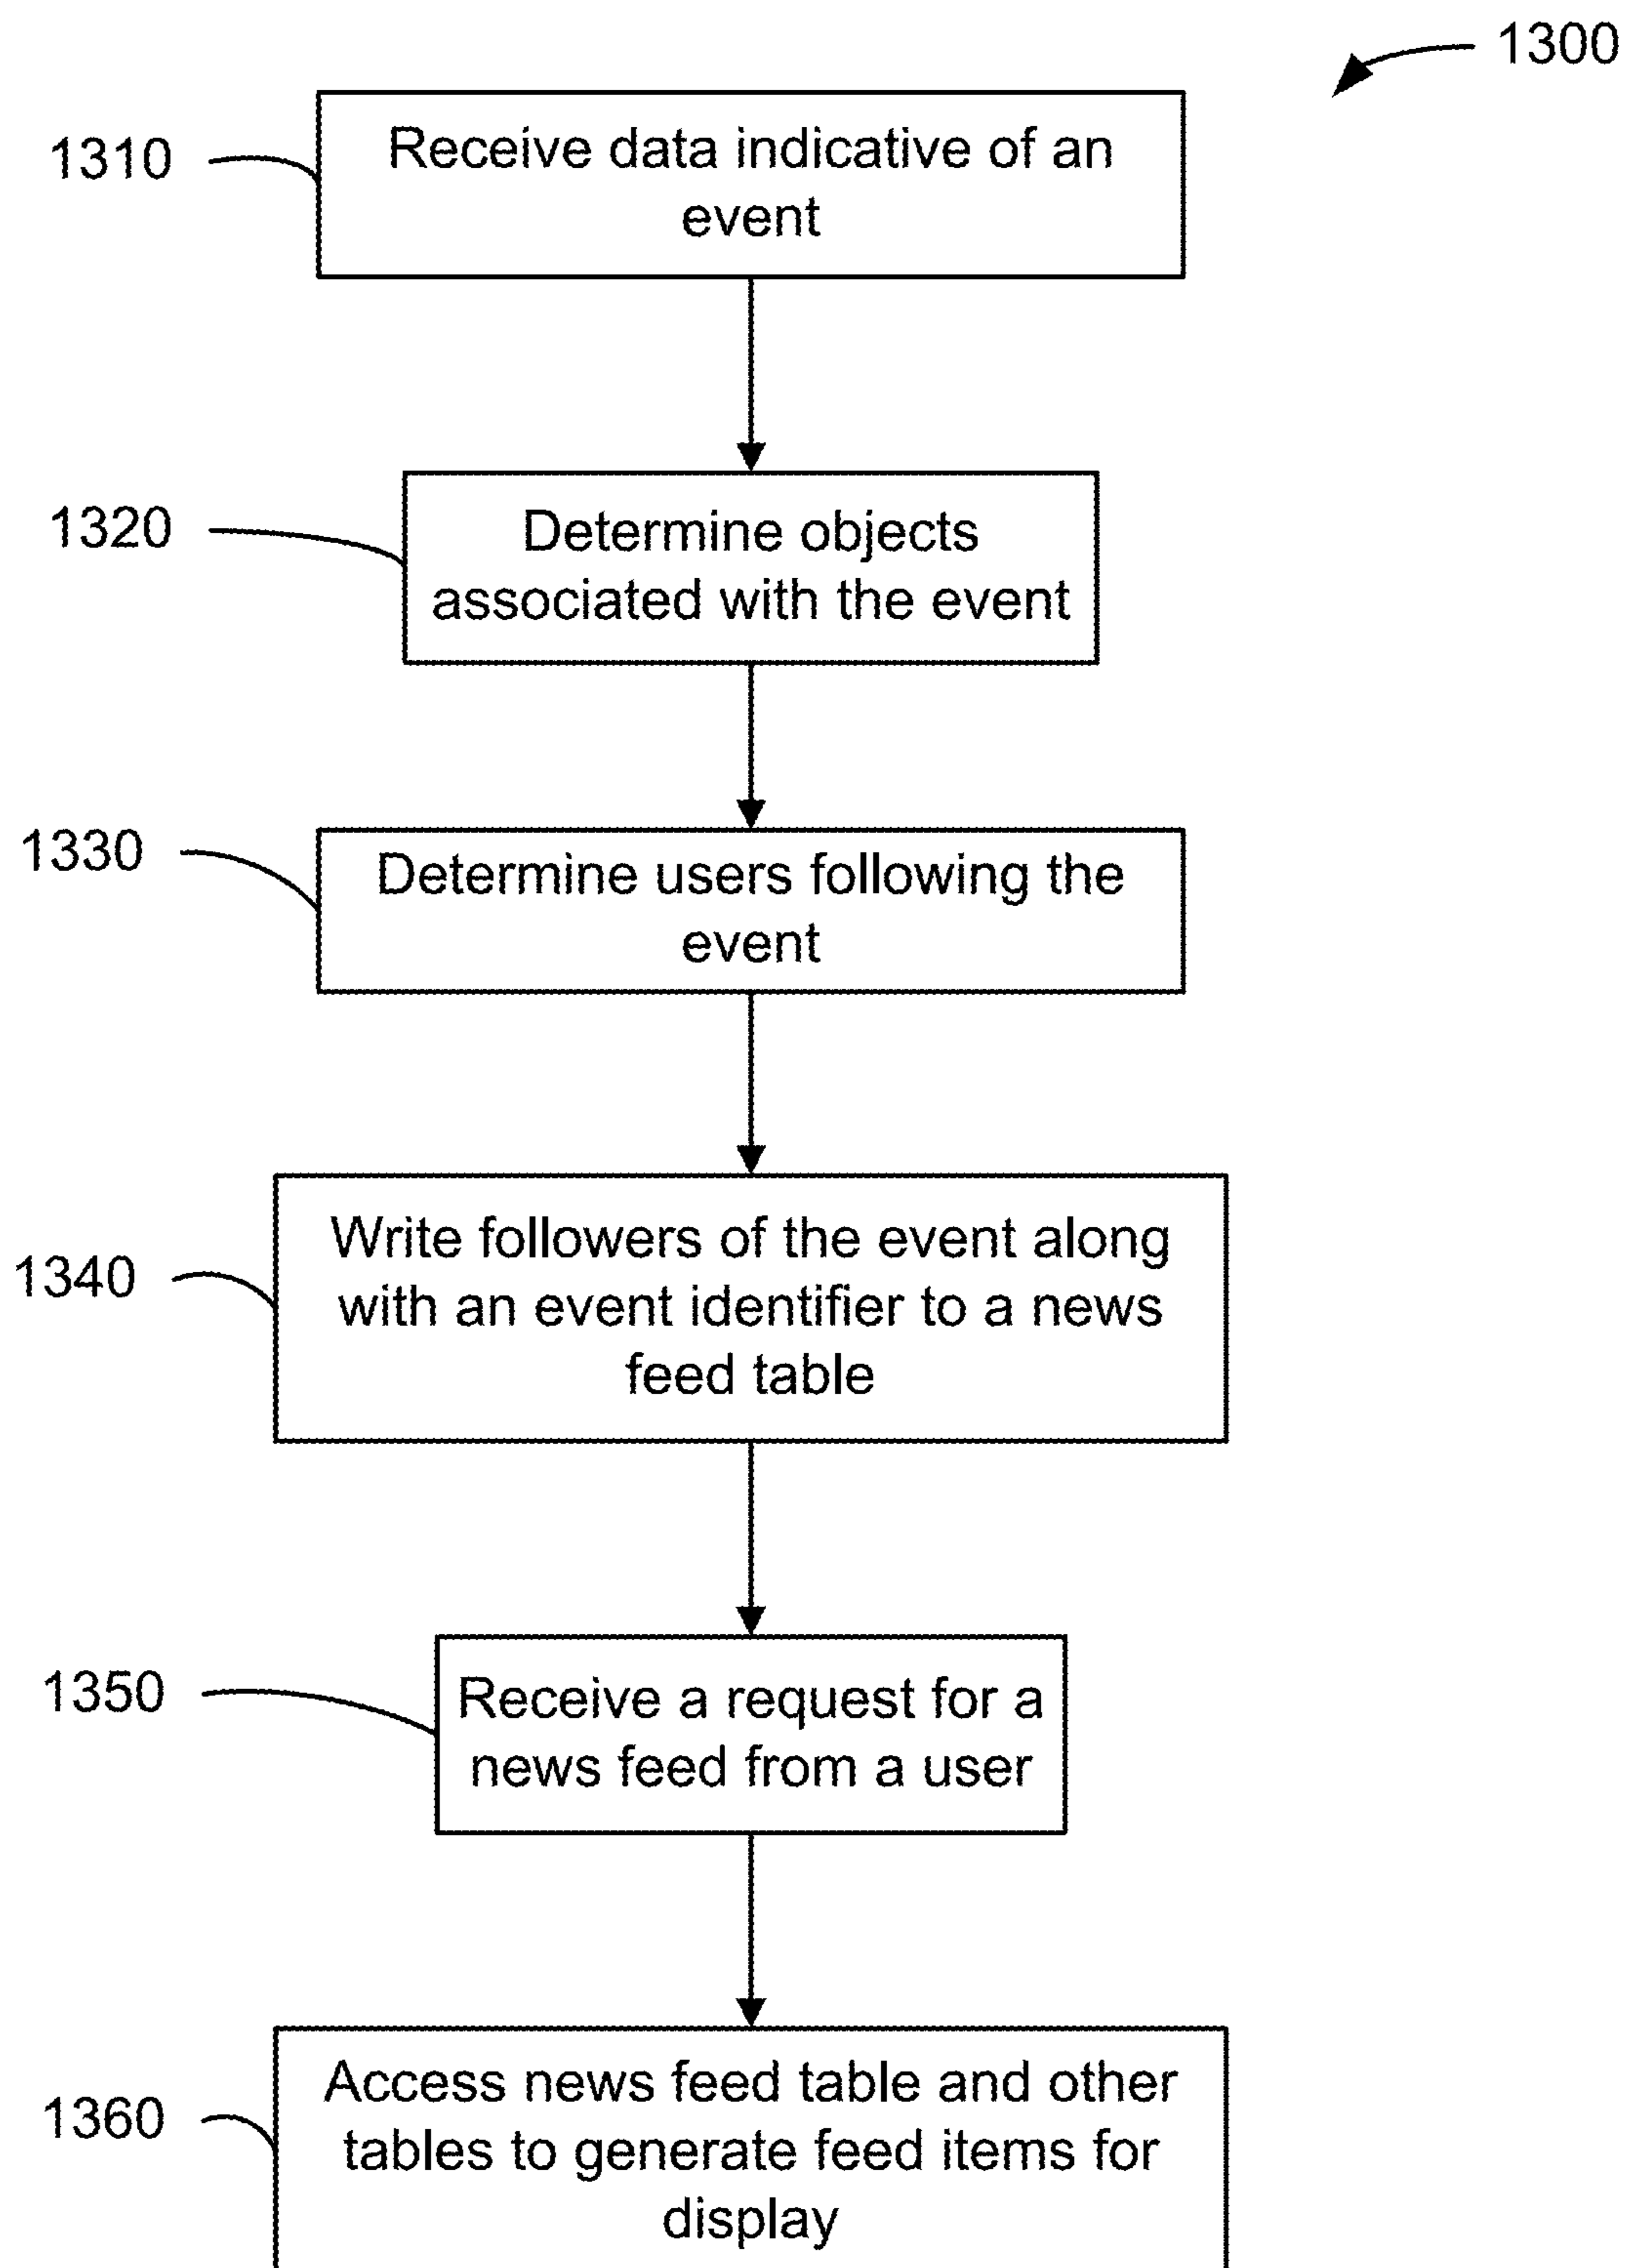 1300
1310
Receive data indicative of an
event
1320
Determine objects
associated with the event
1330
Determine users following the
event
1340
Write followers of the event along
with an event identifier to a news
feed table
1350
Receive a request for a
news feed from a user
1360
Access news feed table and other
tables to generate feed items for
display